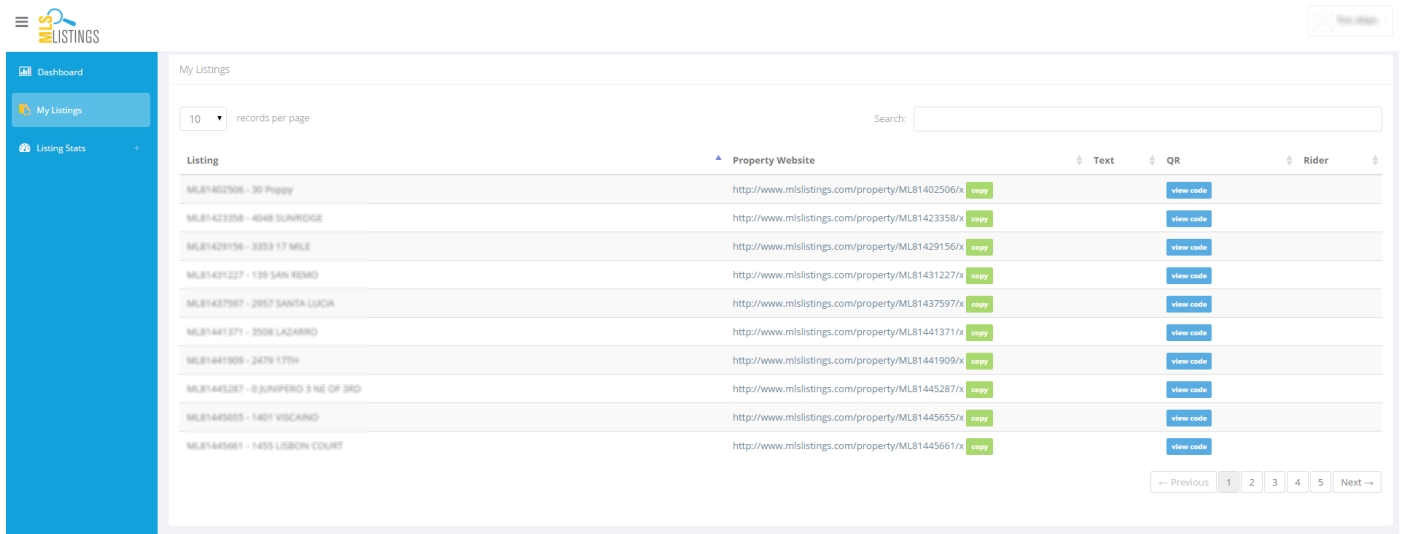 MLS LISTINGS
Dashboard
My Listings
Listing Stats +
My Listings
10 records per page
Search:
Listing Property Website Text QR Rider
ML81402506 - 30 Poppy http://www.mlslistings.com/property/ML81402506/x copy view code
ML81423358 - 4048 SUNRIDGE http://www.mlslistings.com/property/ML81423358/x copy view code
ML81429156 - 3353 17 MILE http://www.mlslistings.com/property/ML81429156/x copy view code
ML81431227 - 139 SAN REMO http://www.mlslistings.com/property/ML81431227/x copy view code
ML81437597 - 2957 SANTA LUCIA http://www.mlslistings.com/property/ML81437597/x copy view code
ML81441371 - 3508 LAZARRO http://www.mlslistings.com/property/ML81441371/x copy view code
ML81441909 - 2479 17TH http://www.mlslistings.com/property/ML81441909/x copy view code
ML81445287 - 0 JUNIPERO 3 NE OF 3RD http://www.mlslistings.com/property/ML81445287/x copy view code
ML81445655 - 1401 VISCAINO http://www.mlslistings.com/property/ML81445655/x copy view code
ML81445661 - 1455 LISBON COURT http://www.mlslistings.com/property/ML81445661/x copy view code
← Previous 1 2 3 4 5 Next →